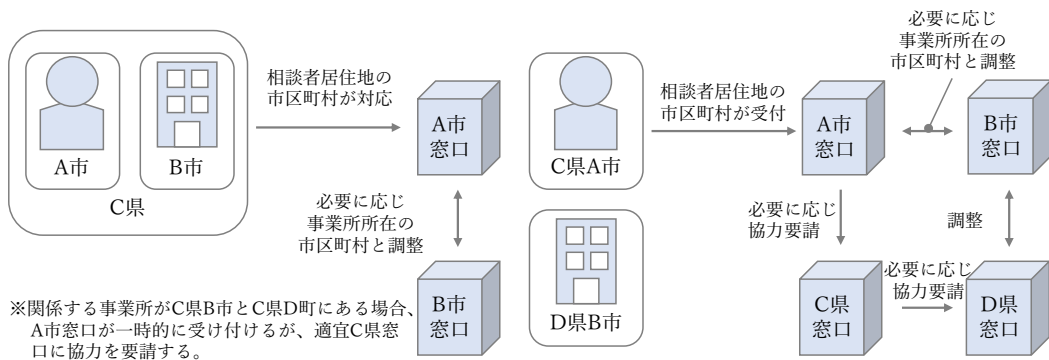 A市
B市
C県
相談者居住地の
市区町村が対応
A市
窓口
必要に応じ
事業所所在の
市区町村と調整
B市
窓口
※関係する事業所がC県B市とC県D町にある場合、
A市窓口が一時的に受け付けるが、適宜C県窓
口に協力を要請する。
C県A市
D県B市
相談者居住地の
市区町村が受付
A市
窓口
必要に応じ
事業所所在の
市区町村と調整
B市
窓口
必要に応じ
協力要請
調整
C県
窓口
必要に応じ
協力要請
D県
窓口